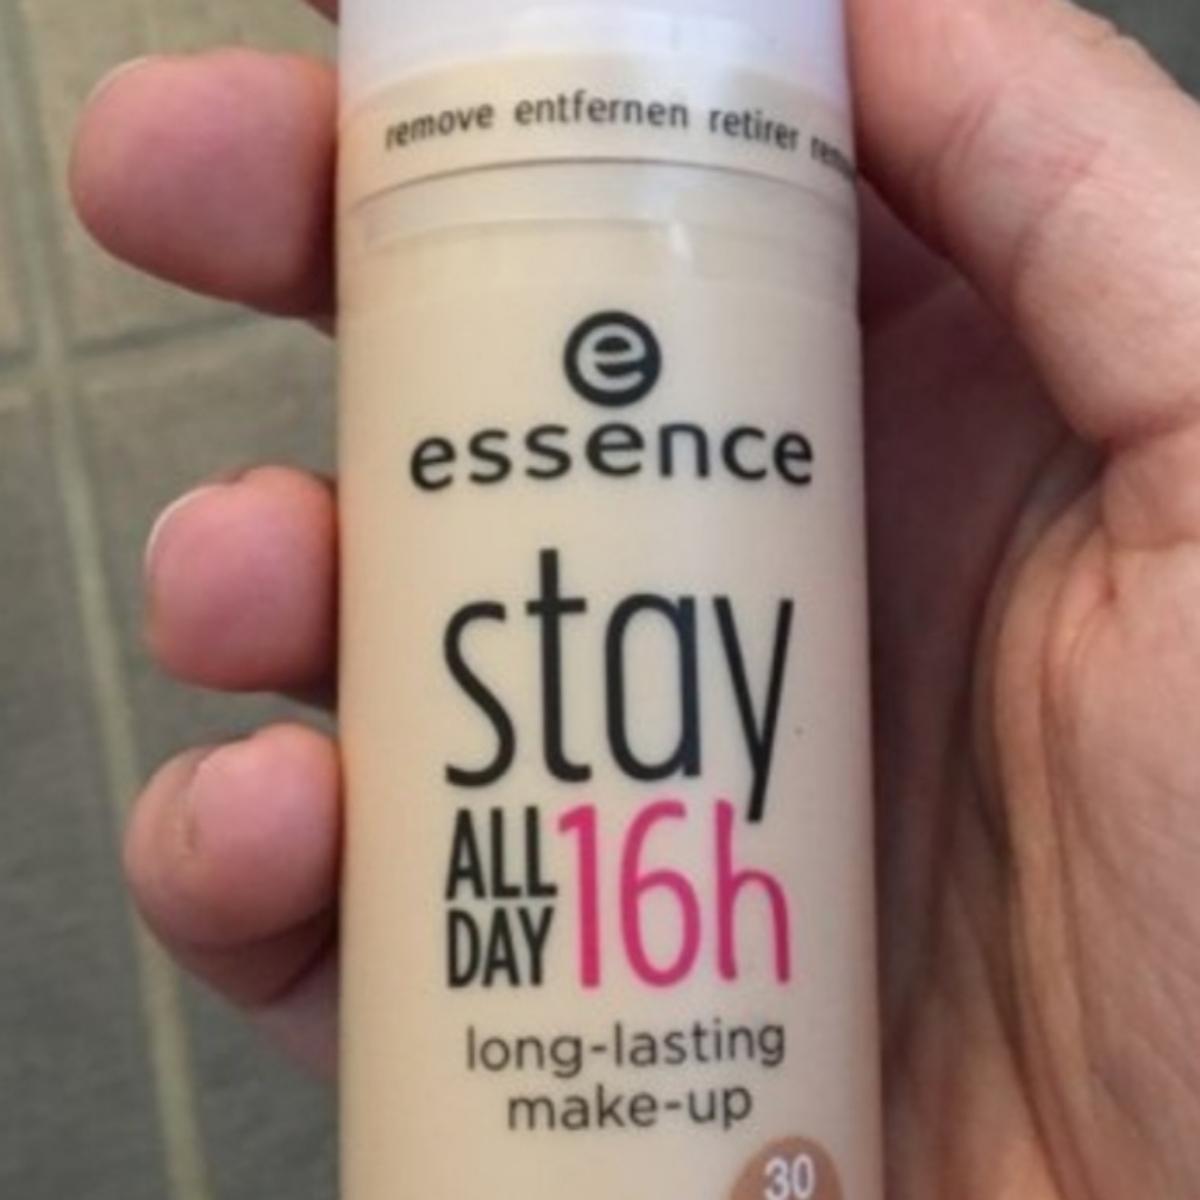 remove entfernen retirer
e
essence
stay
ALL
DAY 16h
long-lasting
make-up
30